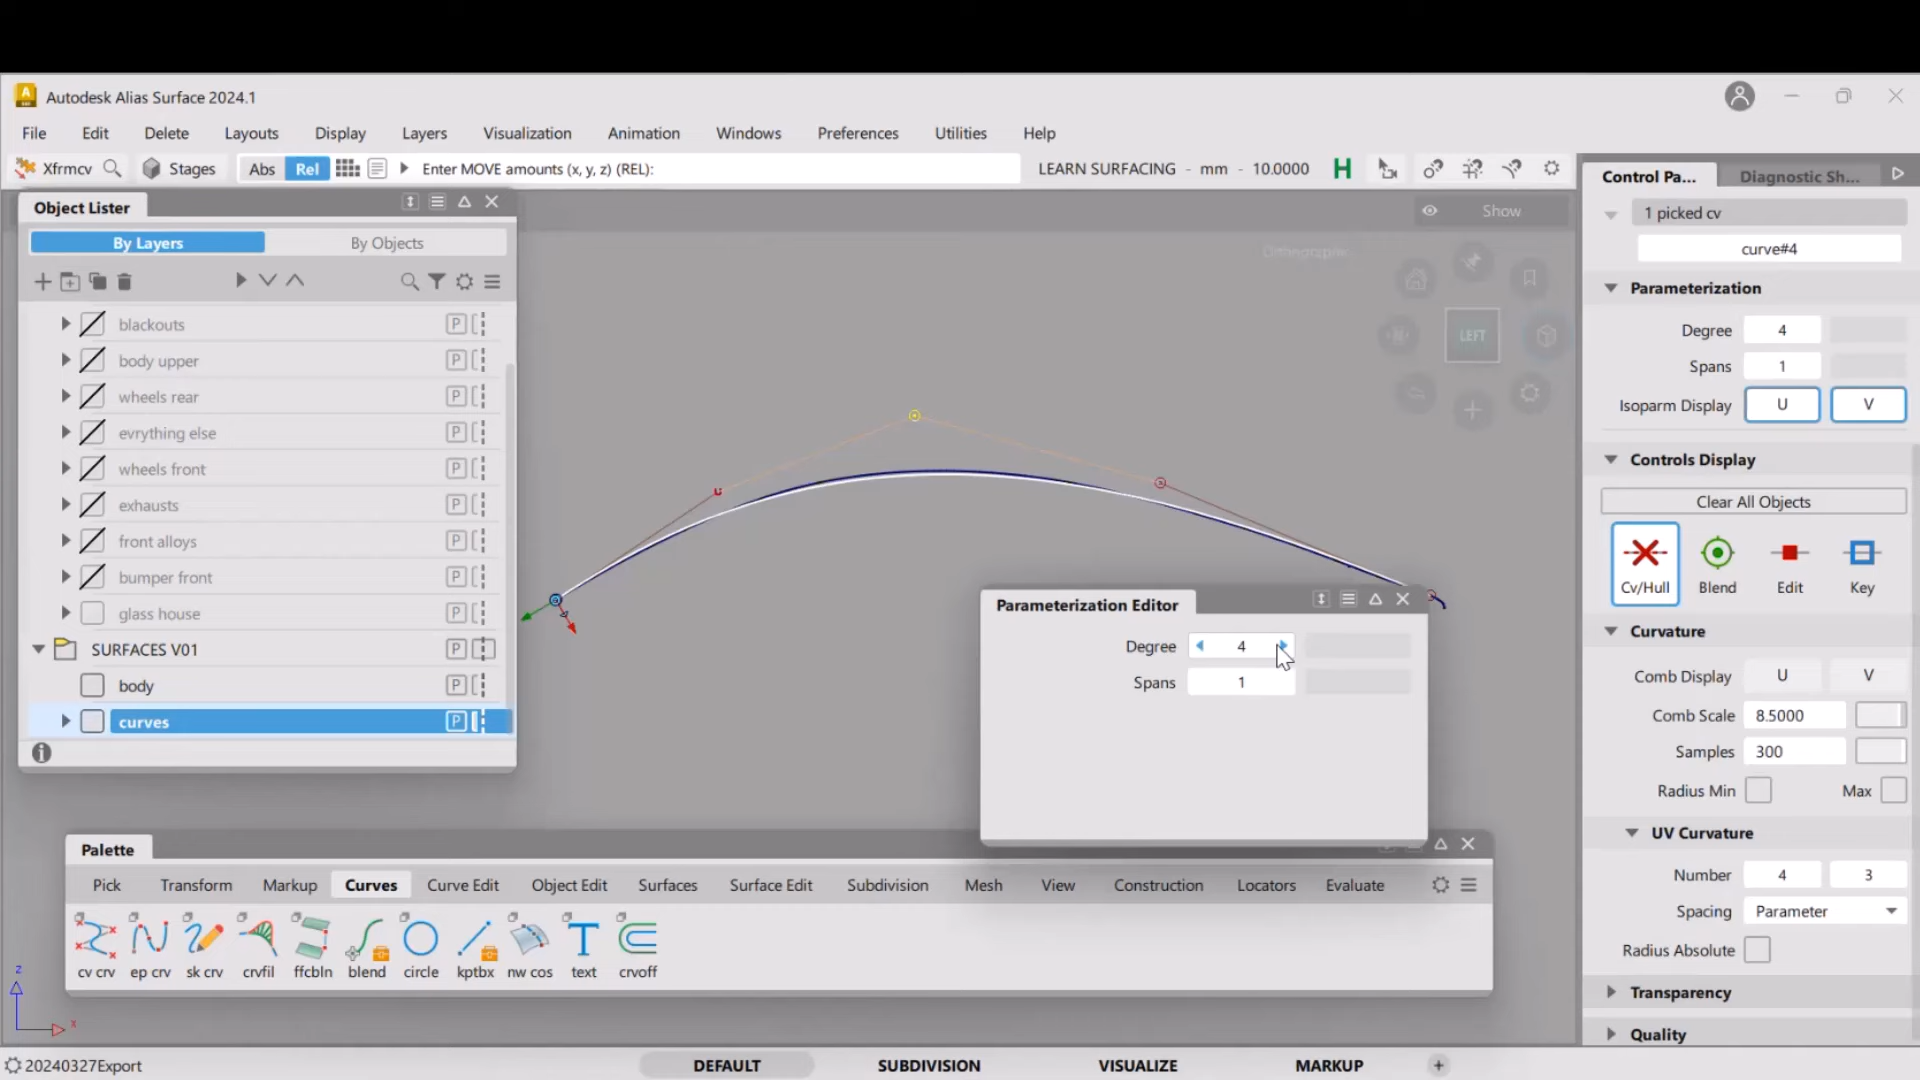 Autodesk Alias Surface 2024.1
File Edit Delete Layouts Display Layers Visualization Animation Windows Preferences Utilities Help
Xfrmcv Stages Abs Rel Enter MOVE amounts (x, y, z) (REL): LEARN SURFACING - mm - 10.0000 H
Control Pa... Diagnostic Sh...
Object Lister
By Layers By Objects
blackouts P
body upper P
wheels rear P
evrything else P
wheels front P
exhausts P
front alloys P
bumper front P
glass house P
SURFACES V01 P
body P
curves P
Show
Orthographic
LEFT
1 picked cv
curve#4
Parameterization
Degree 4
Spans 1
Isoparm Display U V
Controls Display
Clear All Objects
Cv/Hull Blend Edit Key
Curvature
Comb Display U V
Comb Scale 8.5000
Samples 300
Radius Min Max
UV Curvature
Number 4 3
Spacing Parameter
Radius Absolute
Transparency
Quality
Parameterization Editor
Degree 4
Spans 1
Palette
Pick Transform Markup Curves Curve Edit Object Edit Surfaces Surface Edit Subdivision Mesh View Construction Locators Evaluate
cv crv ep crv sk crv crvfil ffcbln blend circle kptbx nw cos text crvoff
z
x
20240327Export DEFAULT SUBDIVISION VISUALIZE MARKUP +